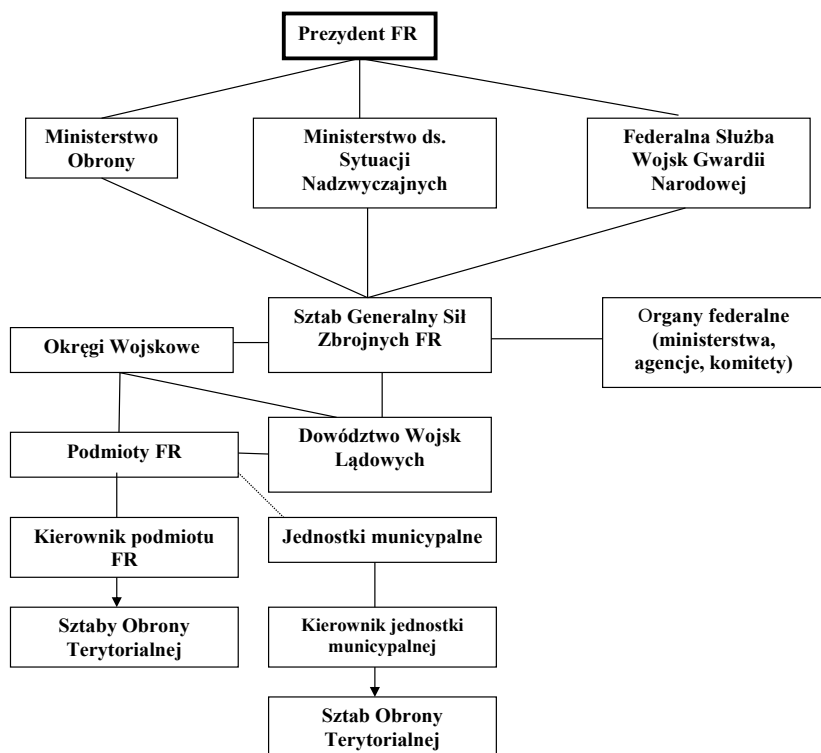 Prezydent FR
Ministerstwo
Obrony
Ministerstwo ds.
Sytuacji
Nadzwyczajnych
Federalna Służba
Wojsk Gwardii
Narodowej
Sztab Generalny Sił
Zbrojnych FR
Organy federalne
(ministerstwa,
agencje, komitety)
Okręgi Wojskowe
Podmioty FR
Dowództwo Wojsk
Lądowych
Kierownik podmiotu
FR
Jednostki municypalne
Sztaby Obrony
Terytorialnej
Kierownik jednostki
municypalnej
Sztab Obrony
Terytorialnej